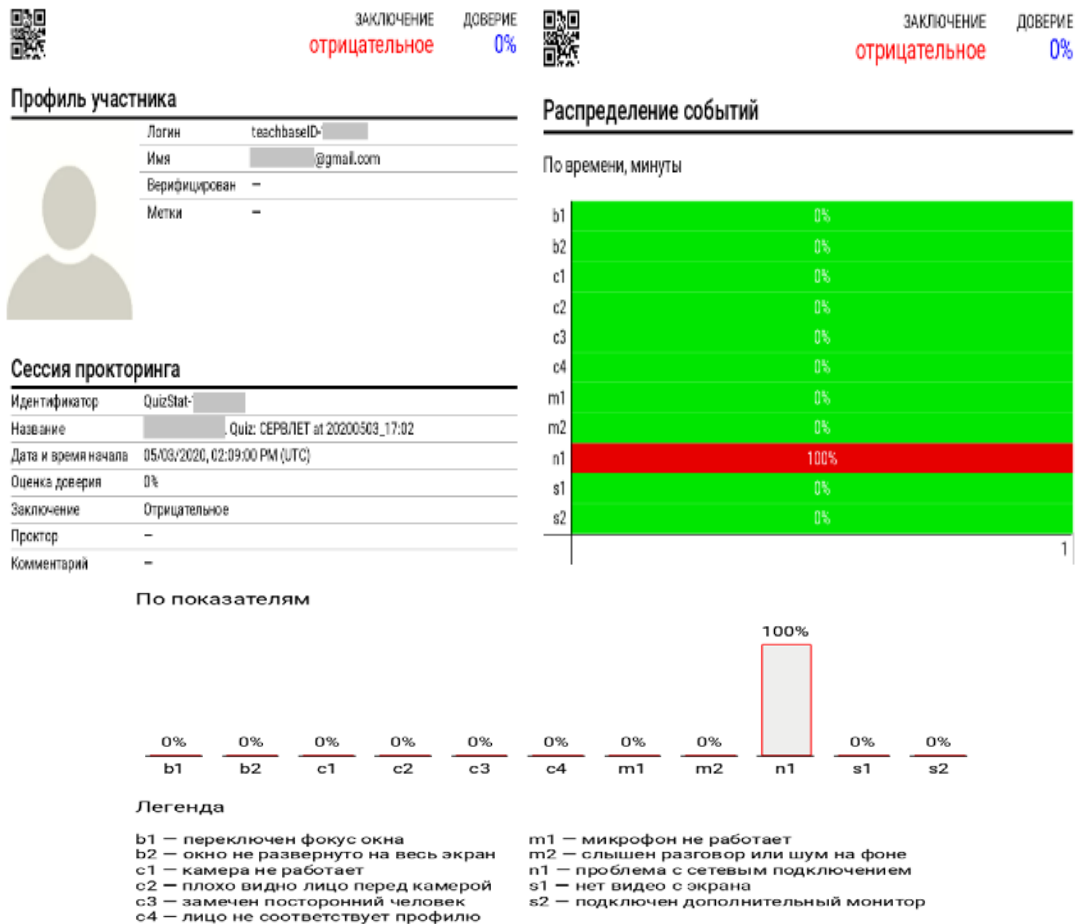 ЗАКЛЮЧЕНИЕ ДОВЕРИЕ
отрицательное 0%
Профиль участника
Логин teachbaseID-
Имя @gmail.com
Верифицирован —
Метки —
Сессия прокторинга
Идентификатор QuizStat-
Название . Quiz: СЕРВЛЕТ at 20200503_17:02
Дата и время начала 05/03/2020, 02:09:00 PM (UTC)
Оценка доверия 0%
Заключение Отрицательное
Проктор —
Комментарий —
ЗАКЛЮЧЕНИЕ ДОВЕРИЕ
отрицательное 0%
Распределение событий
По времени, минуты
b1 0%
b2 0%
c1 0%
c2 0%
c3 0%
c4 0%
m1 0%
m2 0%
n1 100%
s1 0%
s2 0%
1
По показателям
100%
0% 0% 0% 0% 0% 0% 0% 0% 0% 0%
b1 b2 c1 c2 c3 c4 m1 m2 n1 s1 s2
Легенда
b1 — переключен фокус окна
b2 — окно не развернуто на весь экран
c1 — камера не работает
c2 — плохо видно лицо перед камерой
c3 — замечен посторонний человек
c4 — лицо не соответствует профилю
m1 — микрофон не работает
m2 — слышен разговор или шум на фоне
n1 — проблема с сетевым подключением
s1 — нет видео с экрана
s2 — подключен дополнительный монитор